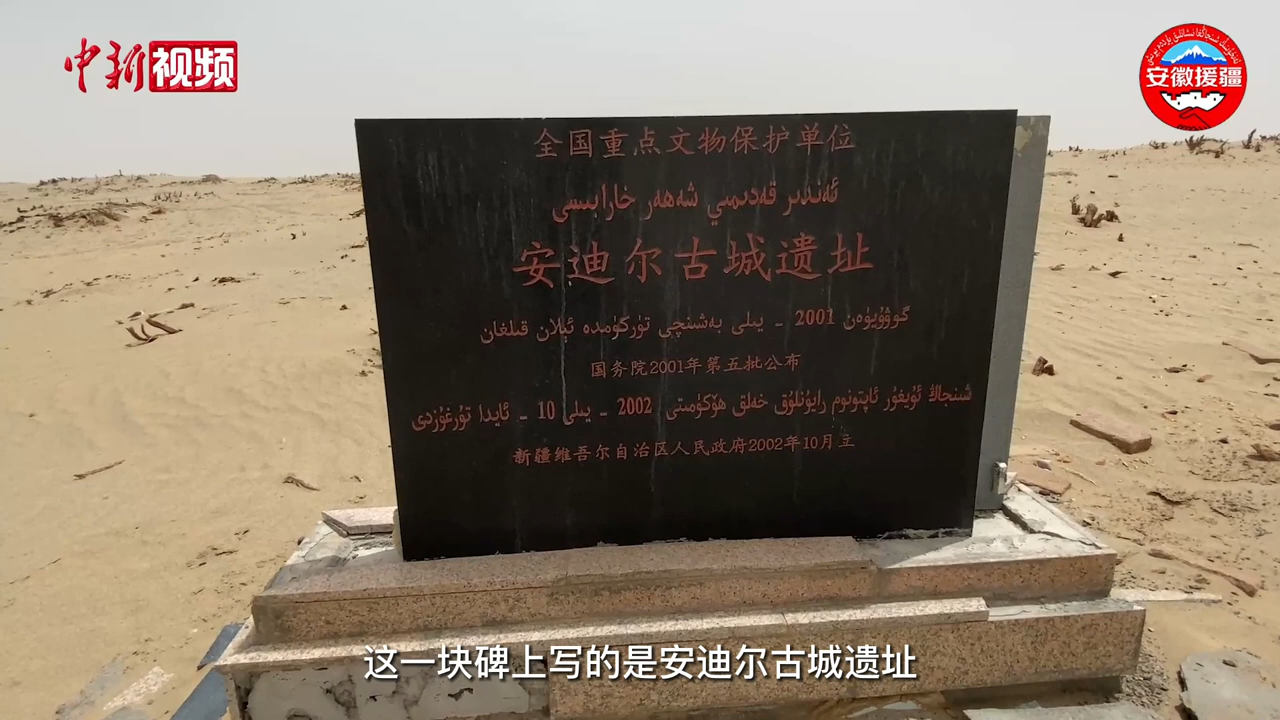 中新视频
安徽援疆
全国重点文物保护单位
ئەندىر قەدىمىي شەھەر خارابىسى
安迪尔古城遗址
گوۋۇيۈەن 2001 - يىلى بەشىنچى تۈركۈمدە ئېلان قىلغان
国务院2001年第五批公布
شىنجاڭ ئۇيغۇر ئاپتونوم رايۇنلۇق خەلق ھۆكۈمىتى 2002 - يىلى 10 - ئايدا تۇرغۇزدى
新疆维吾尔自治区人民政府2002年10月立
这一块碑上写的是安迪尔古城遗址